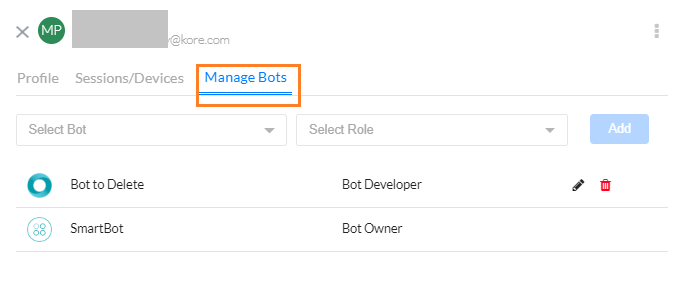 MP
@kore.com
Profile Sessions/Devices Manage Bots
Select Bot Select Role Add
Bot to Delete Bot Developer
SmartBot Bot Owner